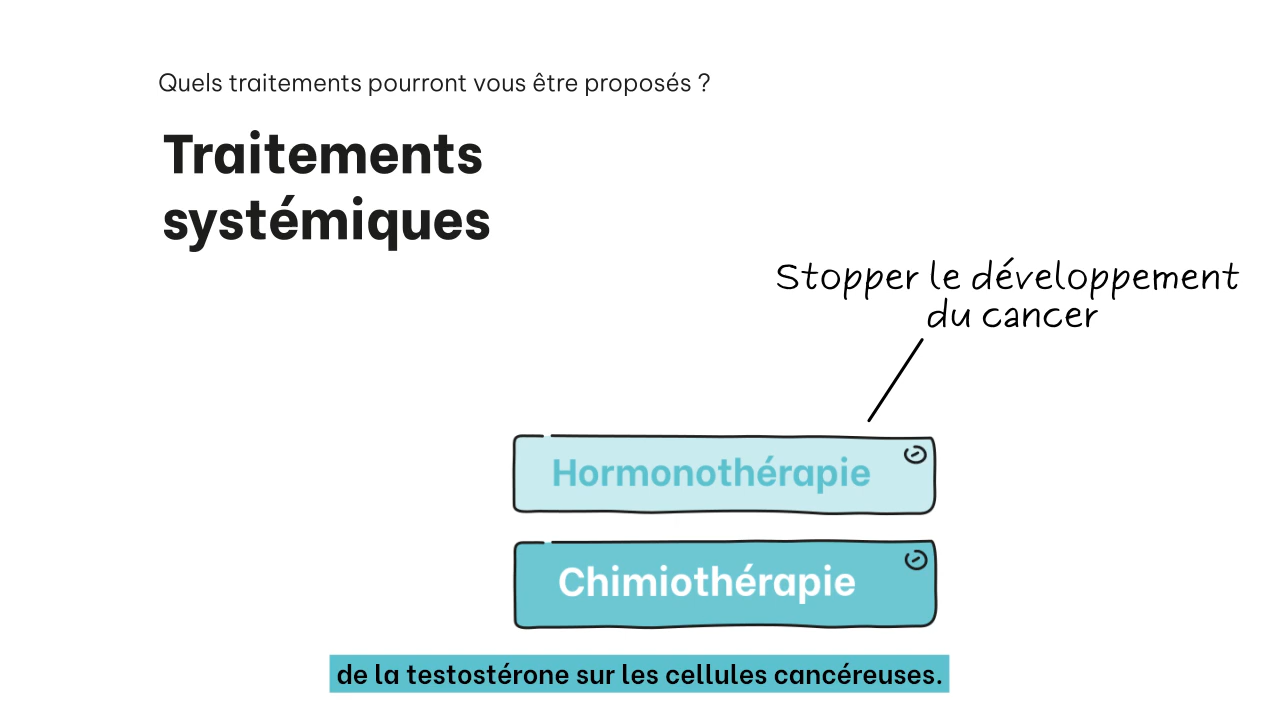 Quels traitements pourront vous être proposés ?
Traitements
systémiques
Stopper le développement
du cancer
Hormonothérapie
Chimiothérapie
de la testostérone sur les cellules cancéreuses.